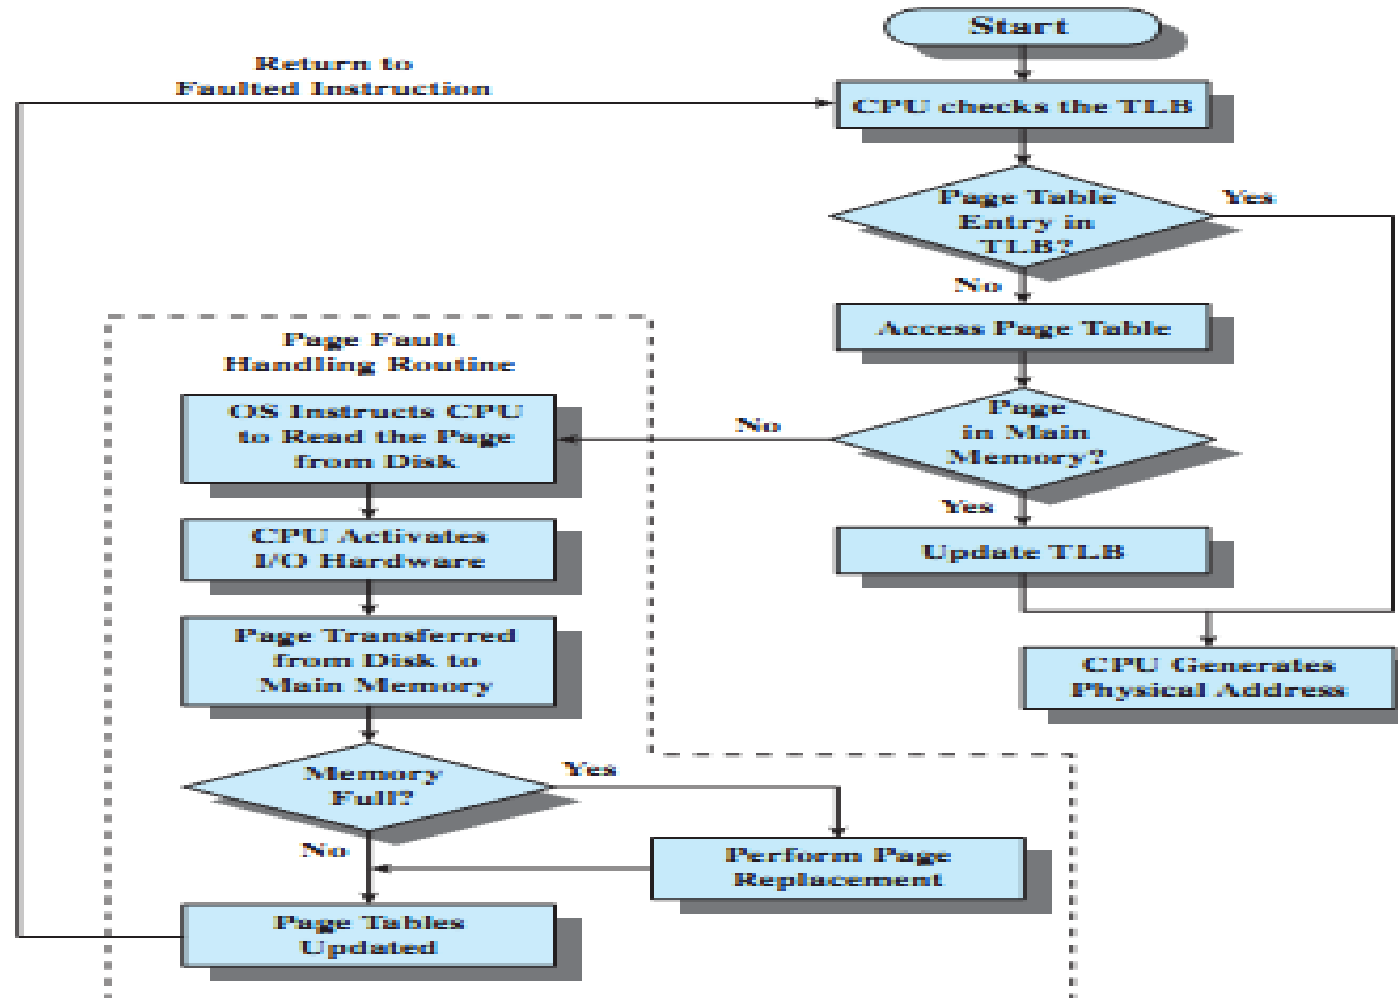 Start
Return to
Faulted Instruction
CPU checks the TLB
Page Table
Entry in
TLB?
Yes
No
Access Page Table
Page Fault
Handling Routine
OS Instructs CPU
to Read the Page
from Disk
No
Page
in Main
Memory?
Yes
CPU Activates
I/O Hardware
Update TLB
Page Transferred
from Disk to
Main Memory
CPU Generates
Physical Address
Memory
Full?
Yes
No
Perform Page
Replacement
Page Tables
Updated